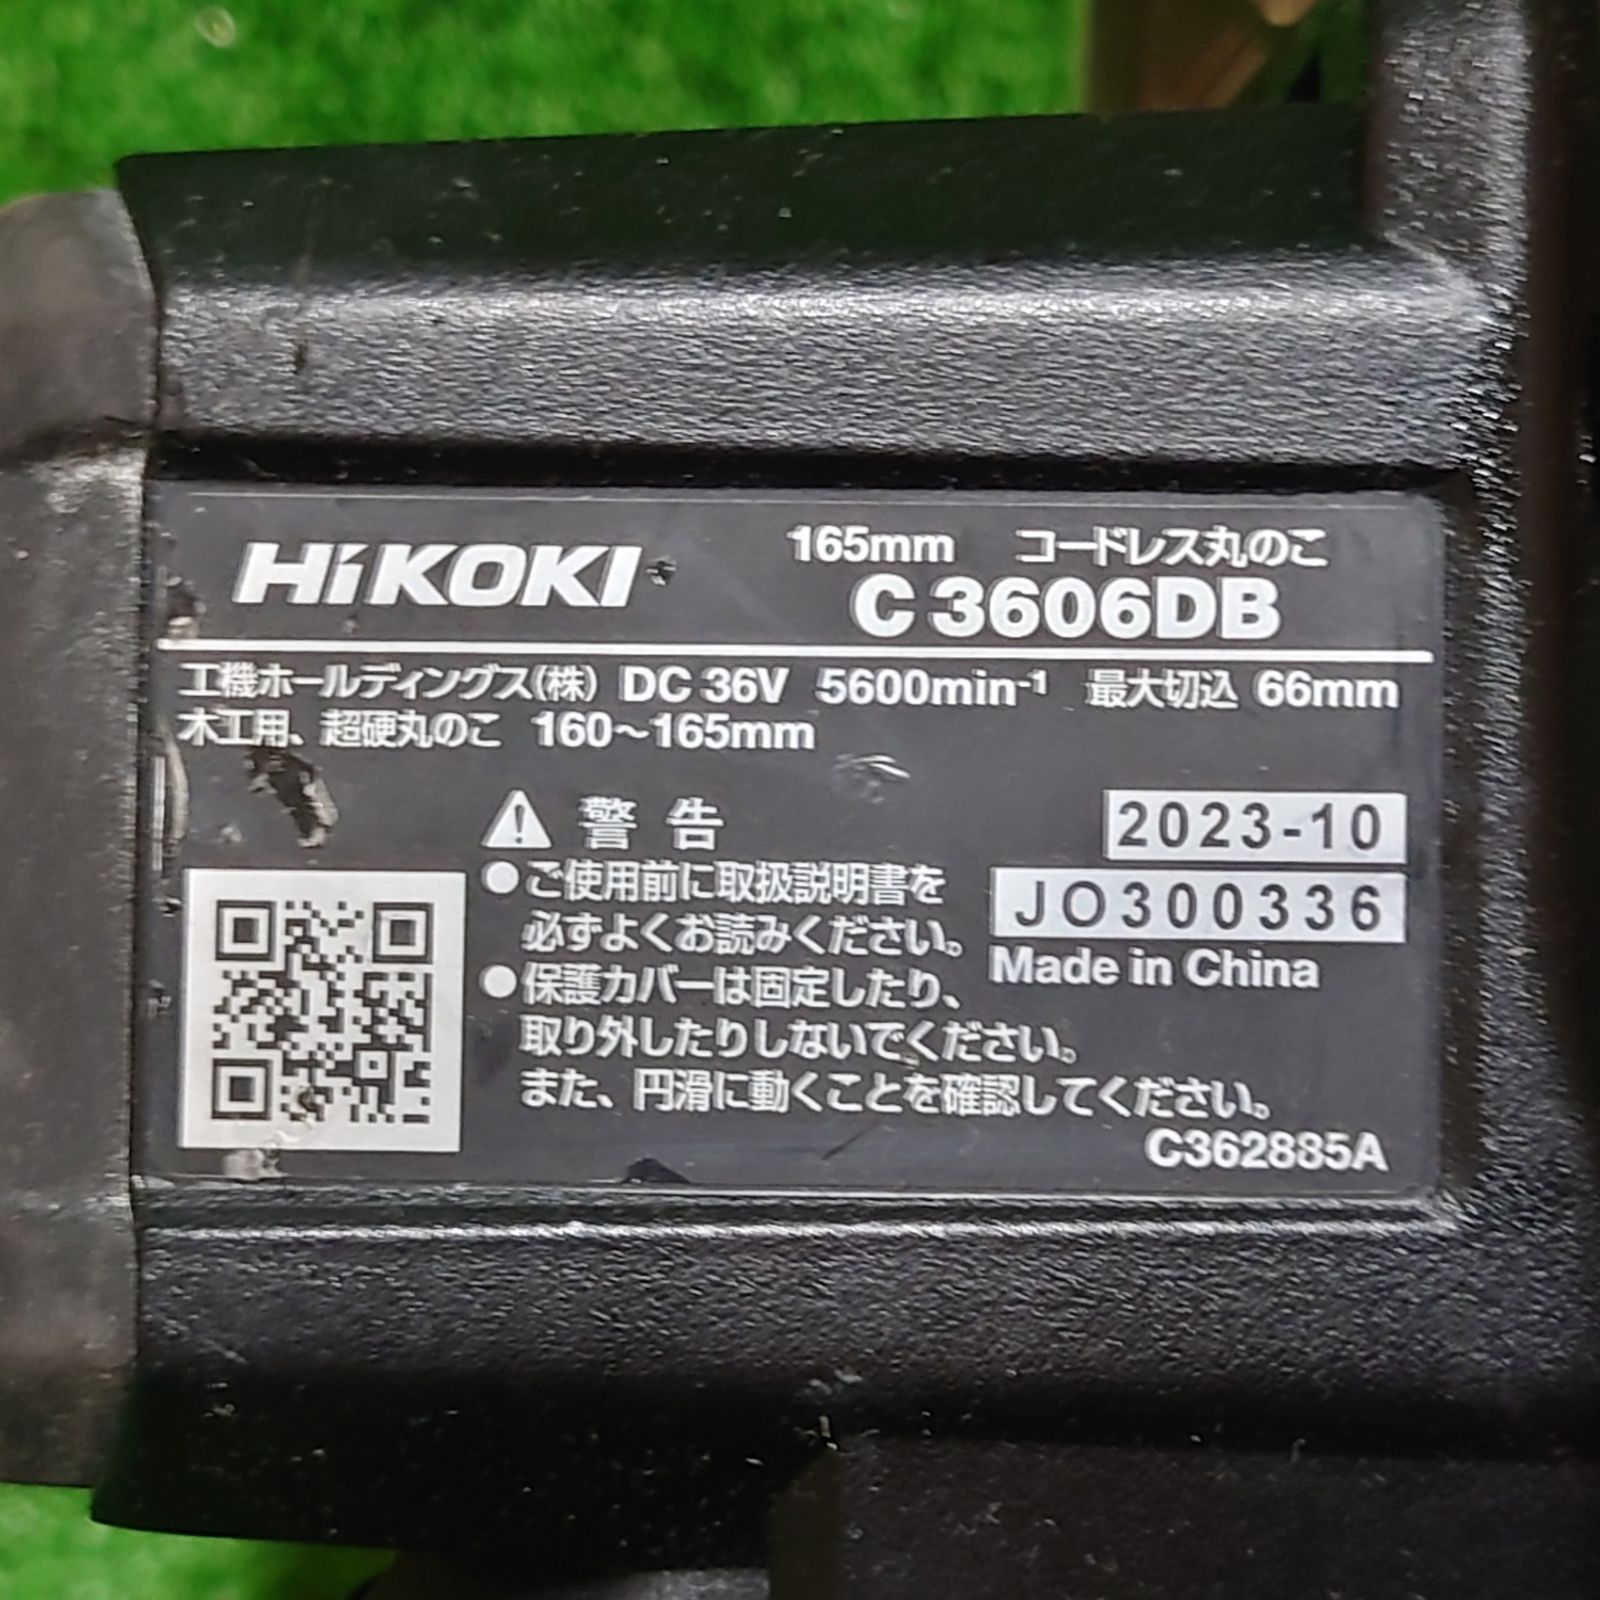 HiKOKI
165mm コードレス丸のこ
C 3606DB
工機ホールディングス(株) DC 36V 5600min⁻¹ 最大切込 66mm
木工用、超硬丸のこ 160～165mm
警告
●ご使用前に取扱説明書を
必ずよくお読みください。
●保護カバーは固定したり、
取り外したりしないでください。
また、円滑に動くことを確認してください。
2023-10
JO300336
Made in China
C362885A